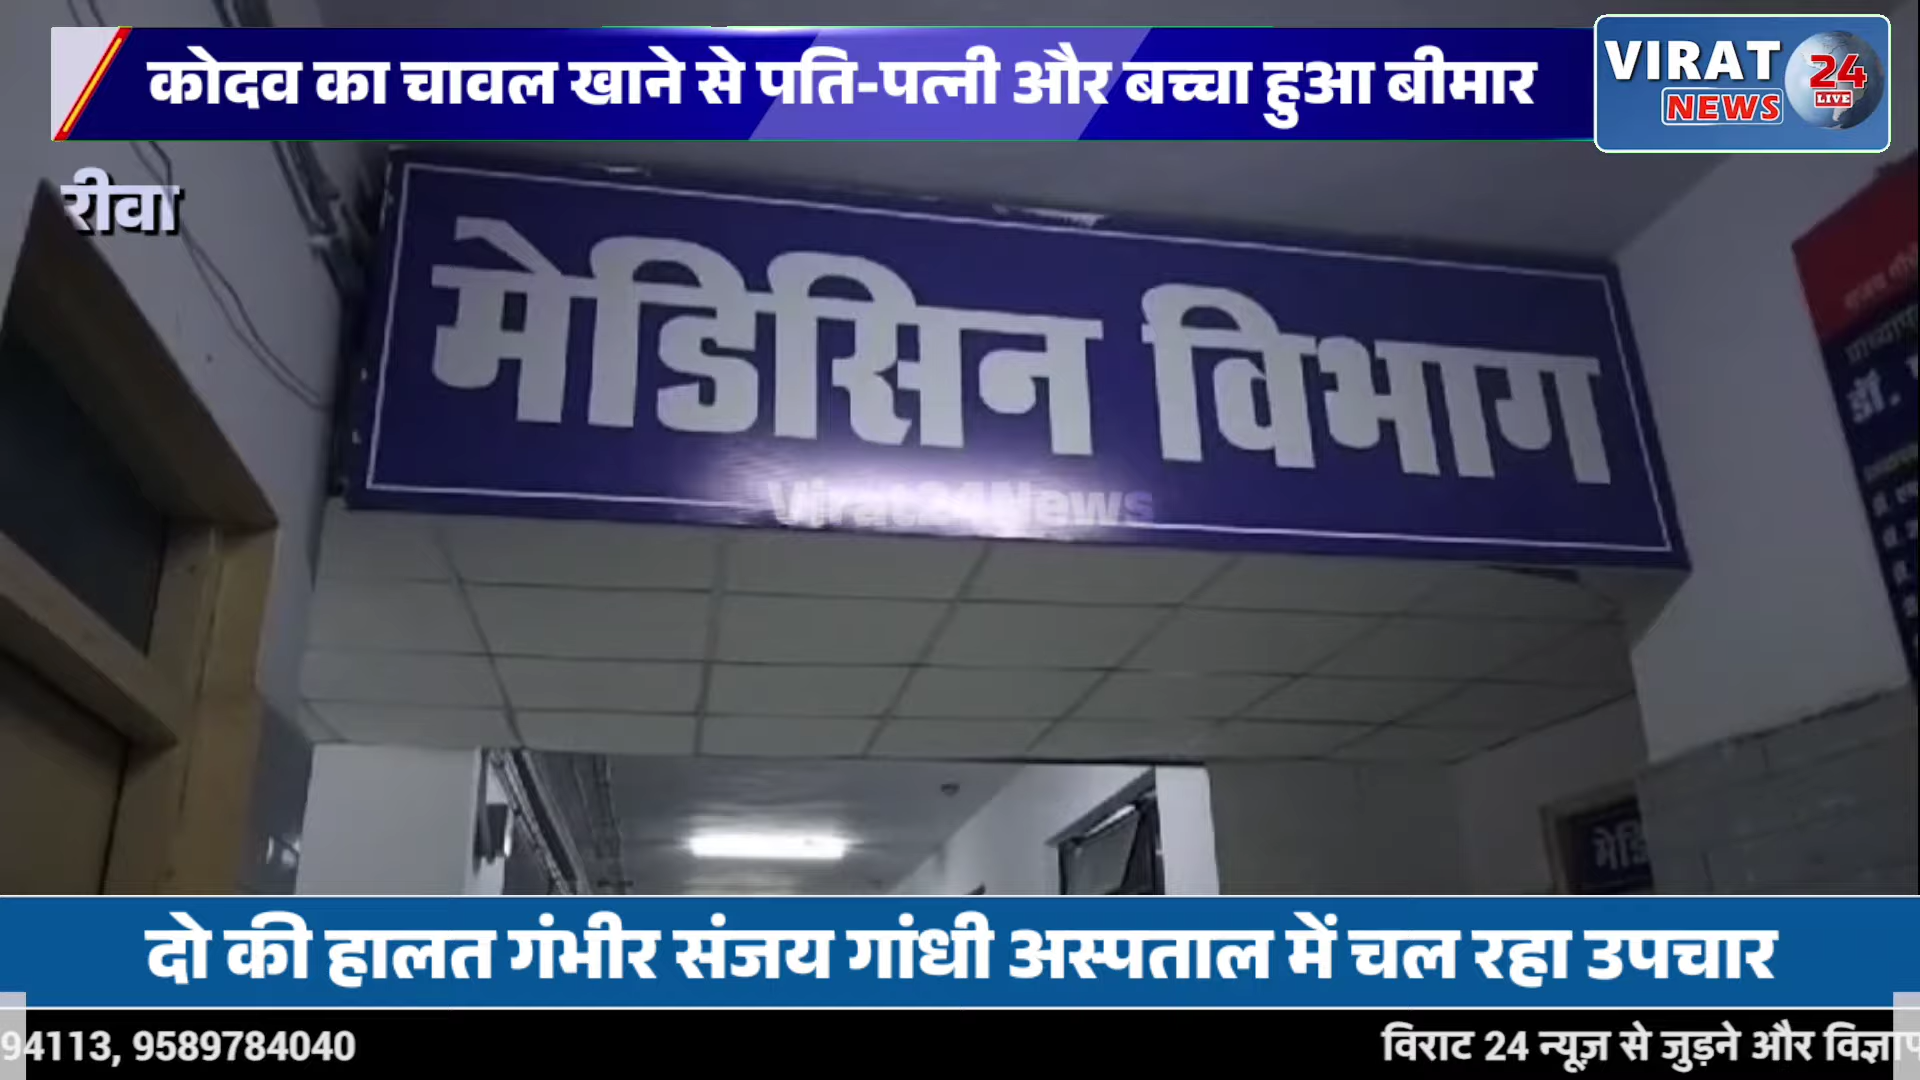 कोदव का चावल खाने से पति-पत्नी और बच्चा हुआ बीमार
VIRAT 24
LIVE
NEWS
रीवा
मेडिसिन विभाग
डॉ.
Virat24News
मेडि
दो की हालत गंभीर संजय गांधी अस्पताल में चल रहा उपचार
94113, 9589784040
विराट 24 न्यूज़ से जुड़ने और